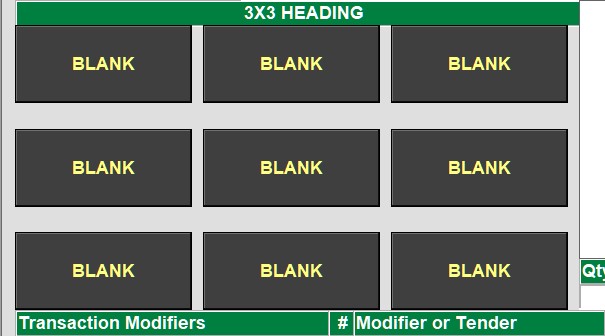 3X3 HEADING
BLANK BLANK BLANK
BLANK BLANK BLANK
BLANK BLANK BLANK
Qty
Transaction Modifiers # Modifier or Tender